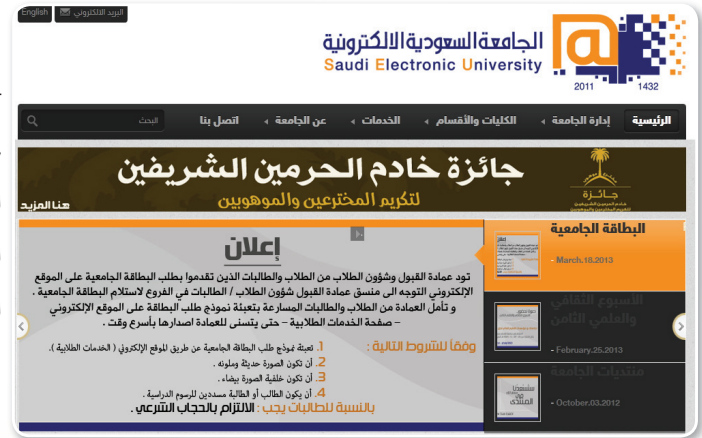 English
البريد الالكتروني
الجامعة السعودية الالكترونية
Saudi Electronic University
2011 1432
الرئيسية
إدارة الجامعة
الكليات والأقسام
الخدمات
عن الجامعة
اتصل بنا
البحث
جائزة خادم الحرمين الشريفين
لتكريم المخترعين والموهوبين
هنا المزيد
جـائـزة
البطاقة الجامعية
- March.18.2013
الأسبوع الثقافي
والعلمي الثامن
- February.25.2013
منتديات الجامعة
- October.03.2012
إعلان
تود عمادة القبول وشؤون الطلاب من الطلاب والطالبات الذين تقدموا بطلب البطاقة الجامعية على الموقع
الإلكتروني التوجه الى منسق عمادة القبول شؤون الطلاب / الطالبات في الفروع لاستلام البطاقة الجامعية .
و تأمل العمادة من الطلاب والطالبات المسارعة بتعبئة نموذج طلب البطاقة على الموقع الإلكتروني
– صفحة الخدمات الطلابية – حتى يتسنى للعمادة اصدارها بأسرع وقت .
وفقاً للشروط التالية :
1. تعبئة نموذج طلب البطاقة الجامعية عن طريق الموقع الإلكتروني ( الخدمات الطلابية ).
2. أن تكون الصورة حديثة وملونه .
3. أن تكون خلفية الصورة بيضاء .
4. أن يكون الطالب أو الطالبة مسددين للرسوم الدراسية .
بالنسبة للطالبات يجب : الالتزام بالحجاب الشرعي .